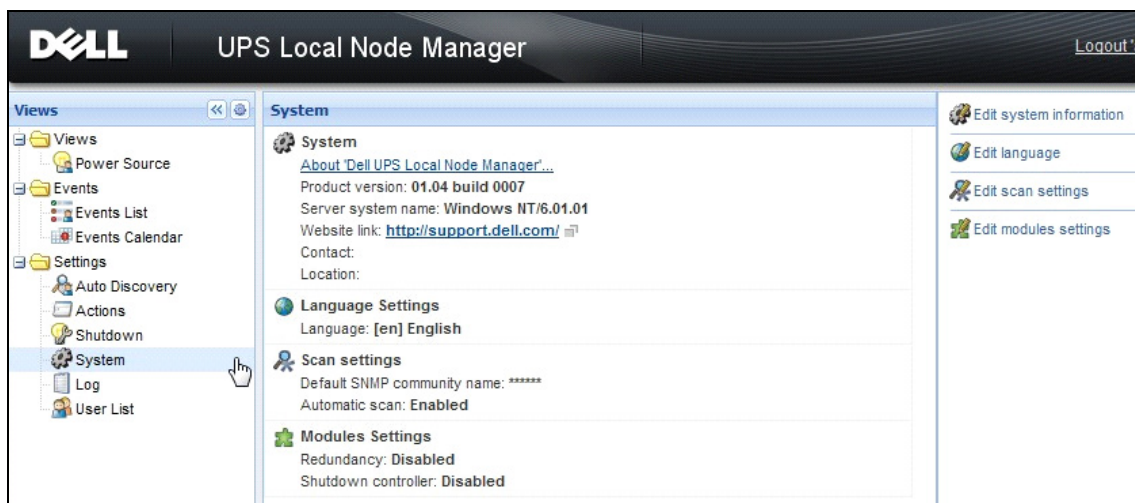 DELL
UPS Local Node Manager
Logout'
Views
Views
Power Source
Events
Events List
Events Calendar
Settings
Auto Discovery
Actions
Shutdown
System
Log
User List
System
System
About 'Dell UPS Local Node Manager'...
Product version: 01.04 build 0007
Server system name: Windows NT/6.01.01
Website link: http://support.dell.com/
Contact:
Location:
Language Settings
Language: [en] English
Scan settings
Default SNMP community name: ******
Automatic scan: Enabled
Modules Settings
Redundancy: Disabled
Shutdown controller: Disabled
Edit system information
Edit language
Edit scan settings
Edit modules settings